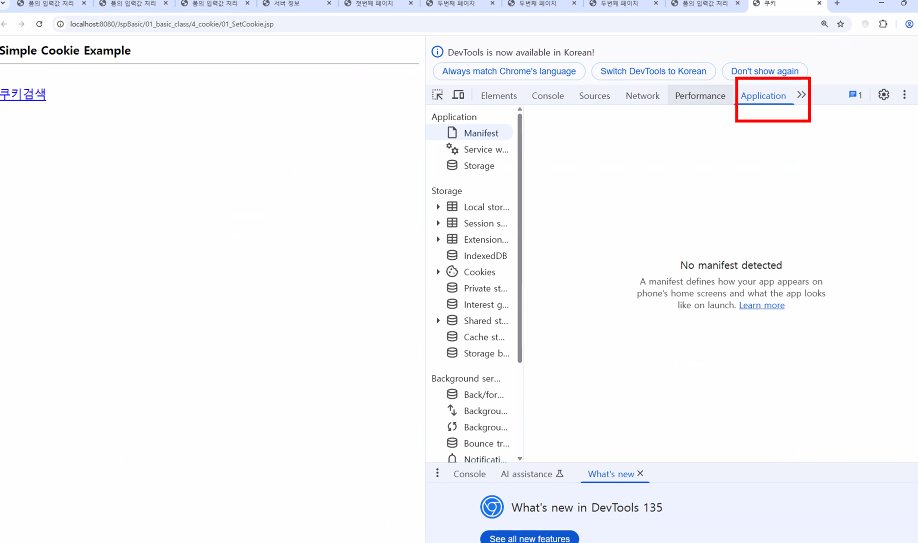 폼의 입력값 처리
폼의 입력값 처리
폼의 입력값 처리
서버 정보
첫번째 페이지
두번째 페이지
두번째 페이지
두번째 페이지
폼의 입력값 처리
쿠키
localhost:8080/JspBasic/01_basic_class/4_cookie/01_SetCookie.jsp
Simple Cookie Example
쿠키검색
DevTools is now available in Korean!
Always match Chrome's language
Switch DevTools to Korean
Don't show again
Elements
Console
Sources
Network
Performance
Application
1
Application
Manifest
Service w...
Storage
Storage
Local stor...
Session s...
Extension...
IndexedDB
Cookies
Private st...
Interest g...
Shared st...
Cache st...
Storage b...
Background ser...
Back/for...
Backgrou...
Backgrou...
Bounce tr...
Notificati...
No manifest detected
A manifest defines how your app appears on
phone's home screens and what the app looks
like on launch. Learn more
Console
AI assistance
What's new
What's new in DevTools 135
See all new features